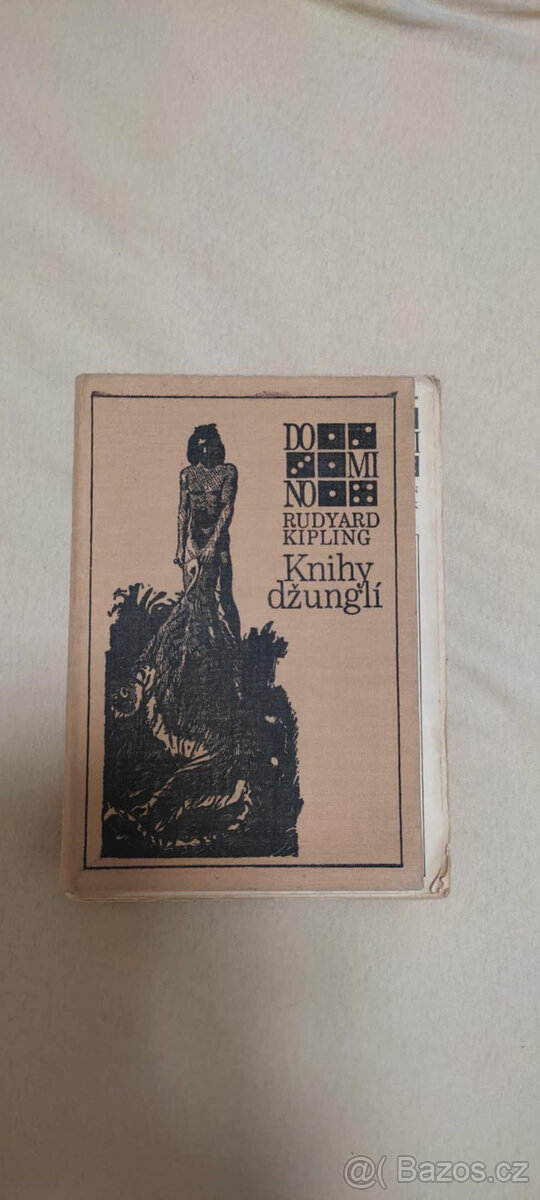 DO
MI
NO
RUDYARD
KIPLING
Knihy
džunglí
@( Bazos.cz